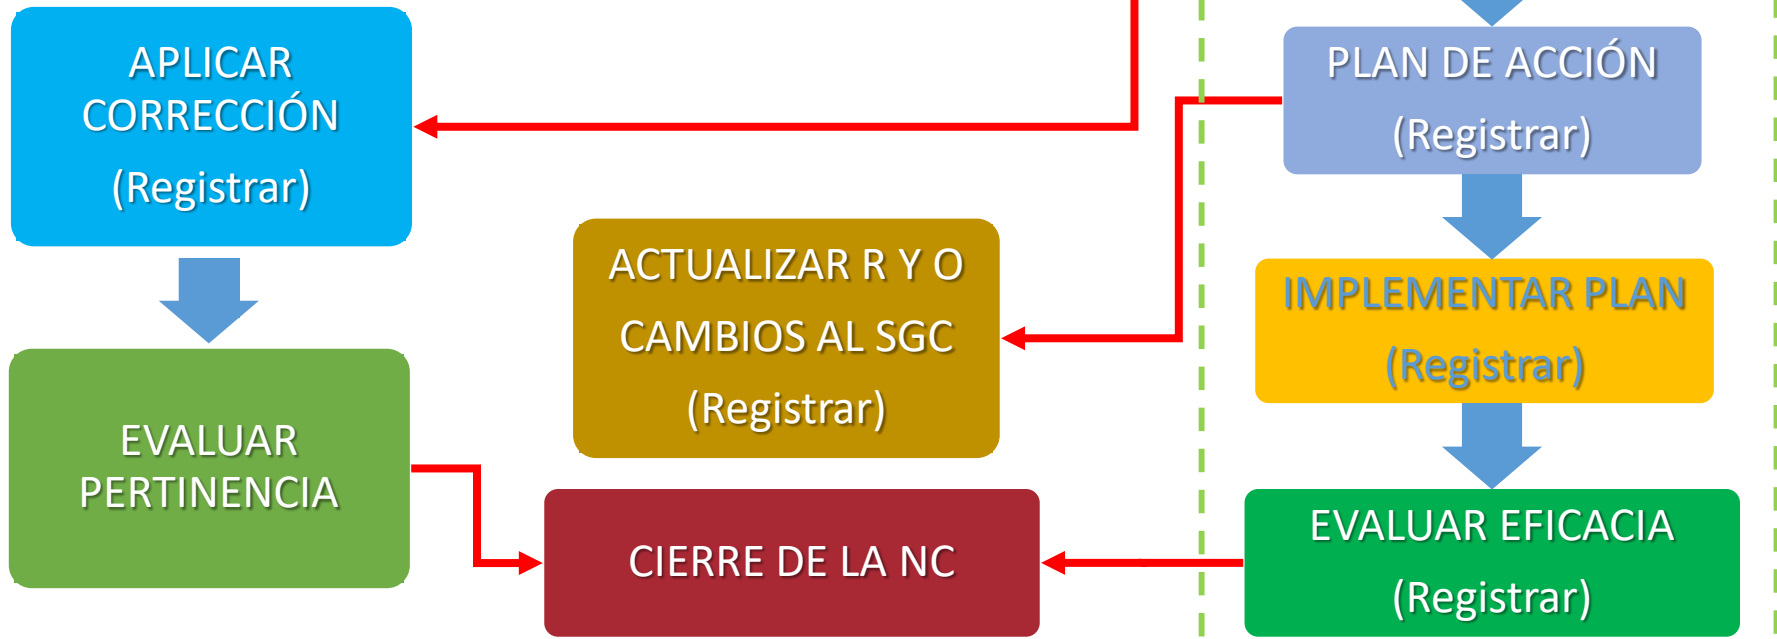 APLICAR
CORRECCIÓN
(Registrar)
PLAN DE ACCIÓN
(Registrar)
ACTUALIZAR R Y O
CAMBIOS AL SGC
(Registrar)
IMPLEMENTAR PLAN
(Registrar)
EVALUAR
PERTINENCIA
CIERRE DE LA NC
EVALUAR EFICACIA
(Registrar)